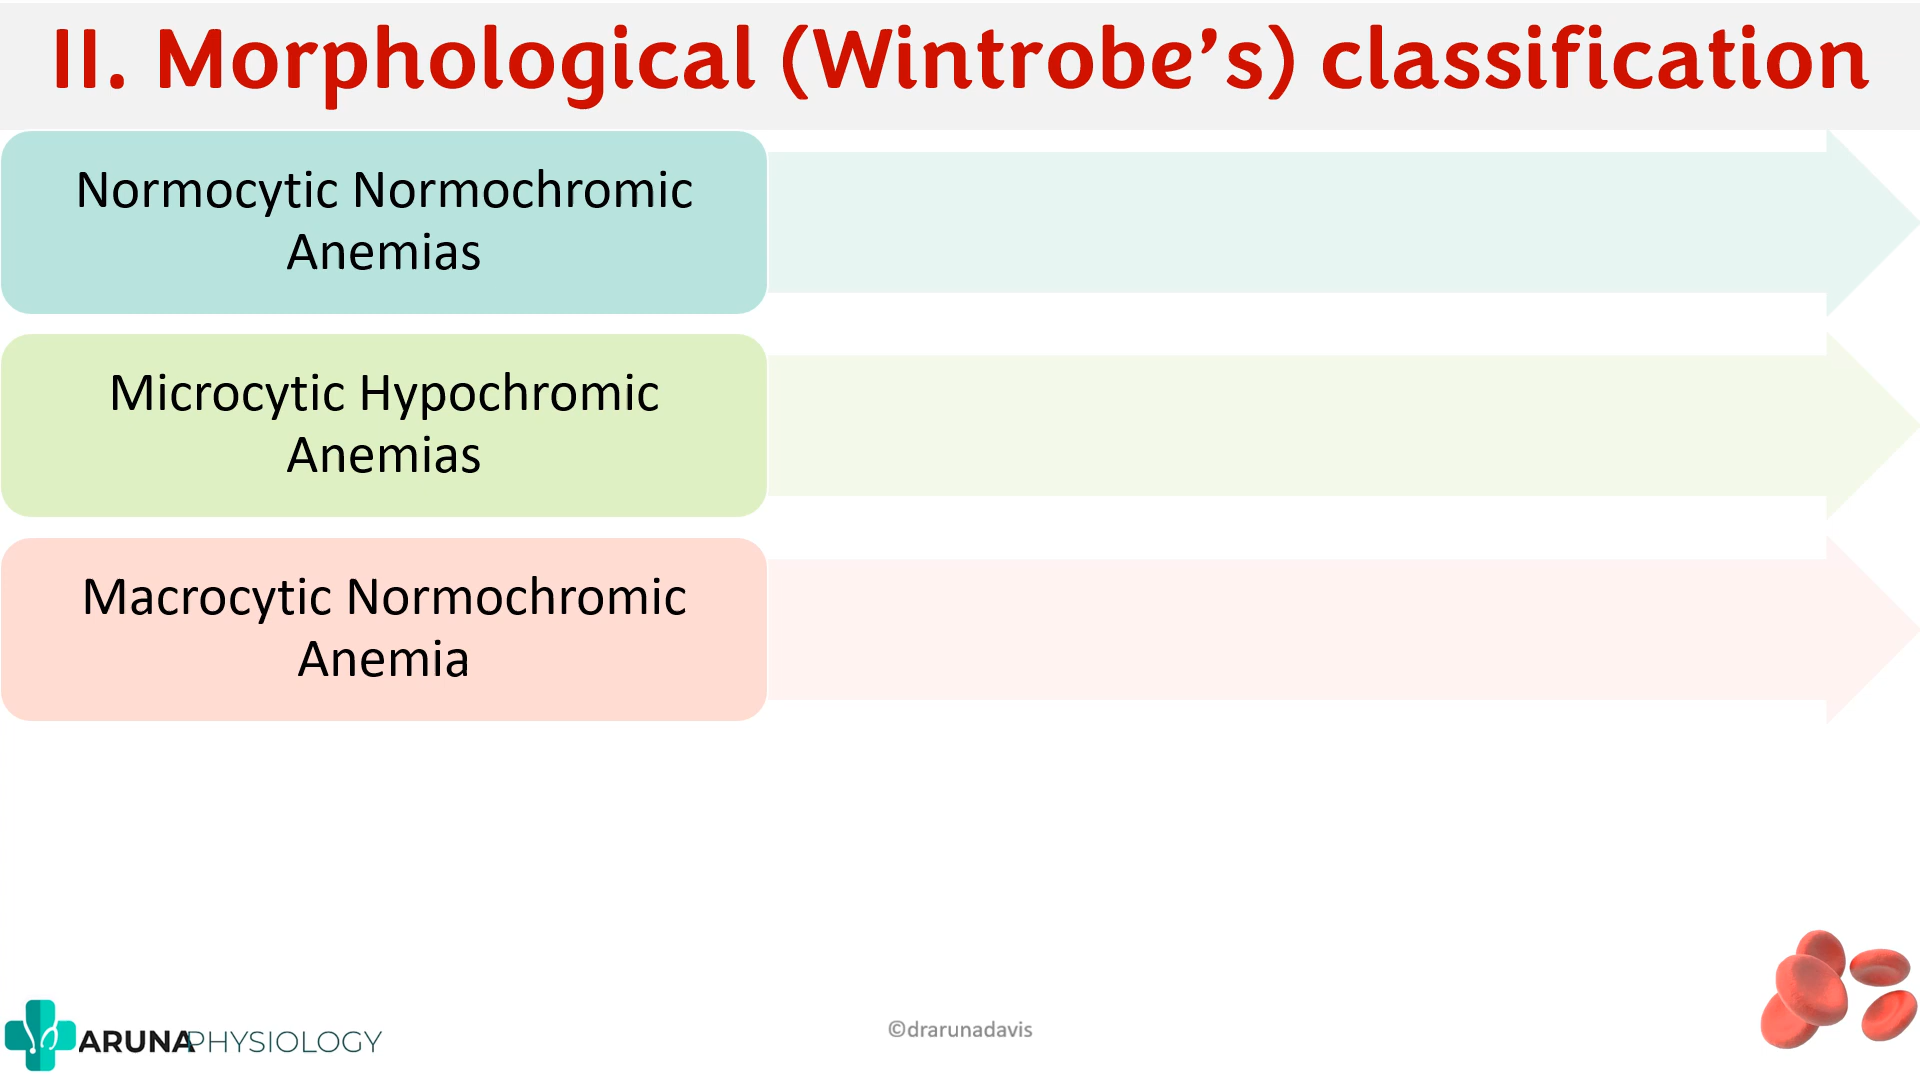 II. Morphological (Wintrobe’s) classification
Normocytic Normochromic
Anemias
Microcytic Hypochromic
Anemias
Macrocytic Normochromic
Anemia
ARUNAPHYSIOLOGY
©drarunadavis